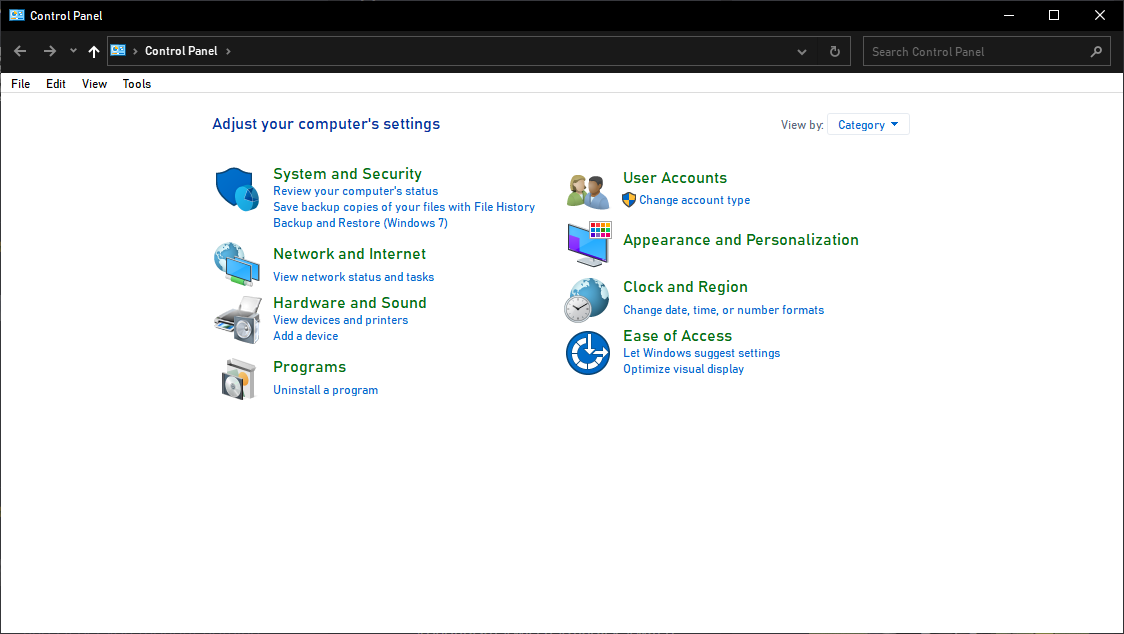 Control Panel
Control Panel
Search Control Panel
File Edit View Tools
Adjust your computer's settings
View by: Category
System and Security
Review your computer's status
Save backup copies of your files with File History
Backup and Restore (Windows 7)
Network and Internet
View network status and tasks
Hardware and Sound
View devices and printers
Add a device
Programs
Uninstall a program
User Accounts
Change account type
Appearance and Personalization
Clock and Region
Change date, time, or number formats
Ease of Access
Let Windows suggest settings
Optimize visual display